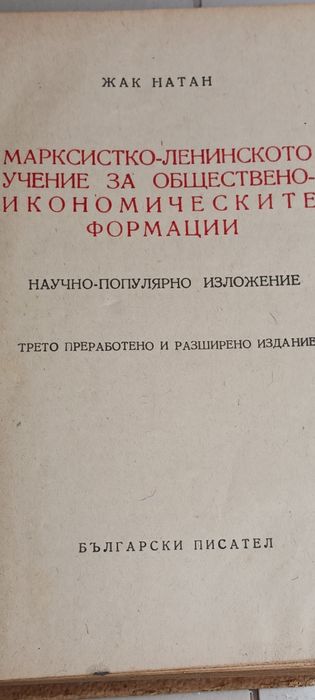 ЖАК НАТАН
МАРКСИСТКО-ЛЕНИНСКОТО
УЧЕНИЕ ЗА ОБЩЕСТВЕНО-
ИКОНОМИЧЕСКИТЕ
ФОРМАЦИИ
НАУЧНО-ПОПУЛЯРНО ИЗЛОЖЕНИЕ
ТРЕТО ПРЕРАБОТЕНО И РАЗШИРЕНО ИЗДАНИЕ
БЪЛГАРСКИ ПИСАТЕЛ